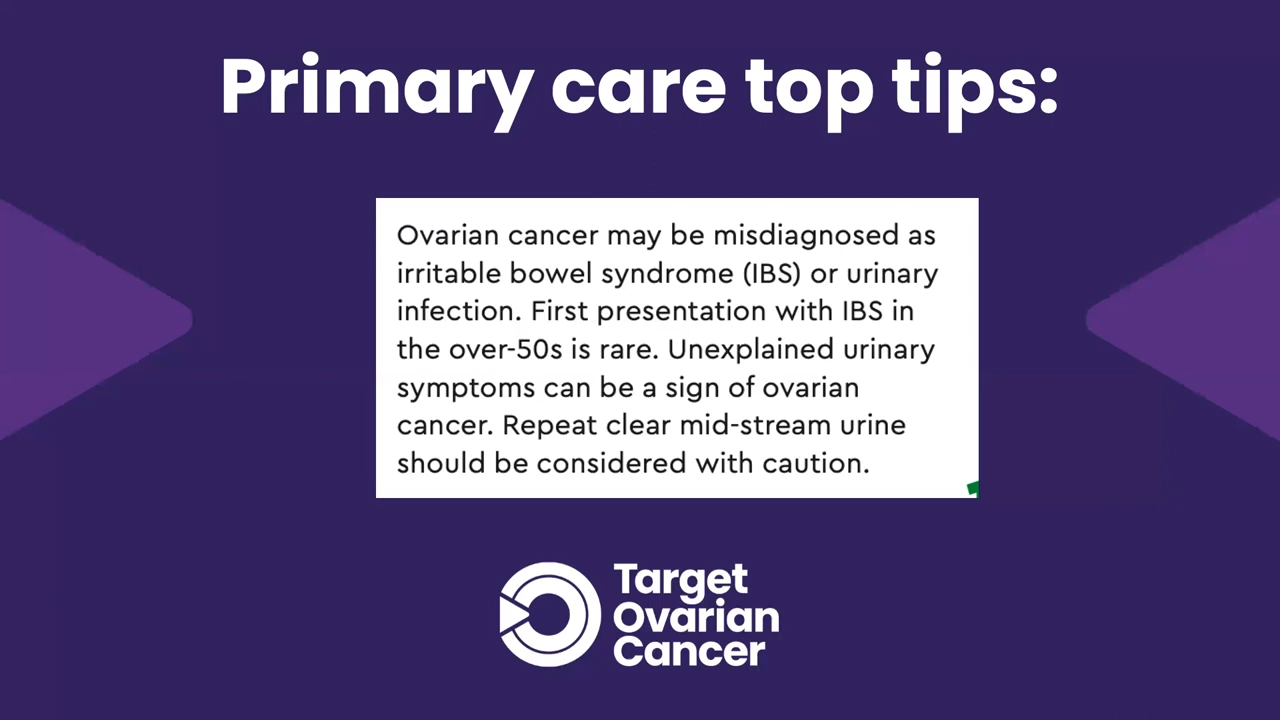 Primary care top tips:
Ovarian cancer may be misdiagnosed as
irritable bowel syndrome (IBS) or urinary
infection. First presentation with IBS in
the over-50s is rare. Unexplained urinary
symptoms can be a sign of ovarian
cancer. Repeat clear mid-stream urine
should be considered with caution.
Target
Ovarian
Cancer